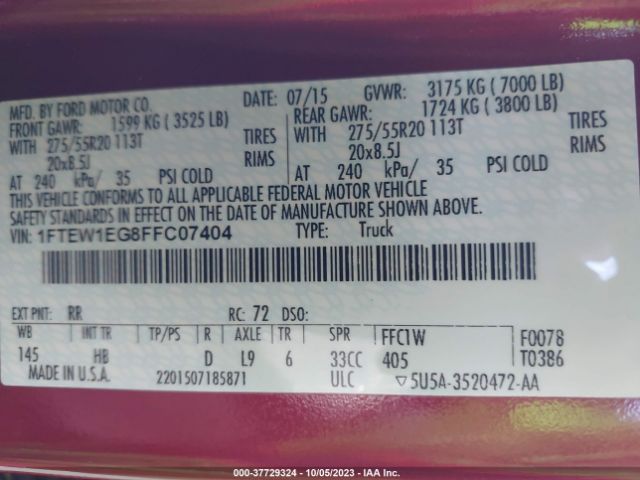 MFD. BY FORD MOTOR CO. DATE: 07/15 GVWR: 3175 KG ( 7000 LB)
FRONT GAWR: 1599 KG ( 3525 LB) REAR GAWR: 1724 KG ( 3800 LB)
WITH 275/55R20 113T TIRES WITH 275/55R20 113T TIRES
20x8.5J RIMS 20x8.5J RIMS
AT 240 kPa/ 35 PSI COLD AT 240 kPa/ 35 PSI COLD
THIS VEHICLE CONFORMS TO ALL APPLICABLE FEDERAL MOTOR VEHICLE
SAFETY STANDARDS IN EFFECT ON THE DATE OF MANUFACTURE SHOWN ABOVE.
VIN: 1FTEW1EG8FFC07404 TYPE: Truck
EXT PNT: RR RC: 72 DSO:
WB INT TR TP/PS R AXLE TR SPR FFC1W F0078
145 HB D L9 6 33CC 405 T0386
MADE IN U.S.A. 2201507185871 ULC ▽5U5A-3520472-AA
000-37729324 | 10/05/2023 - IAA Inc.